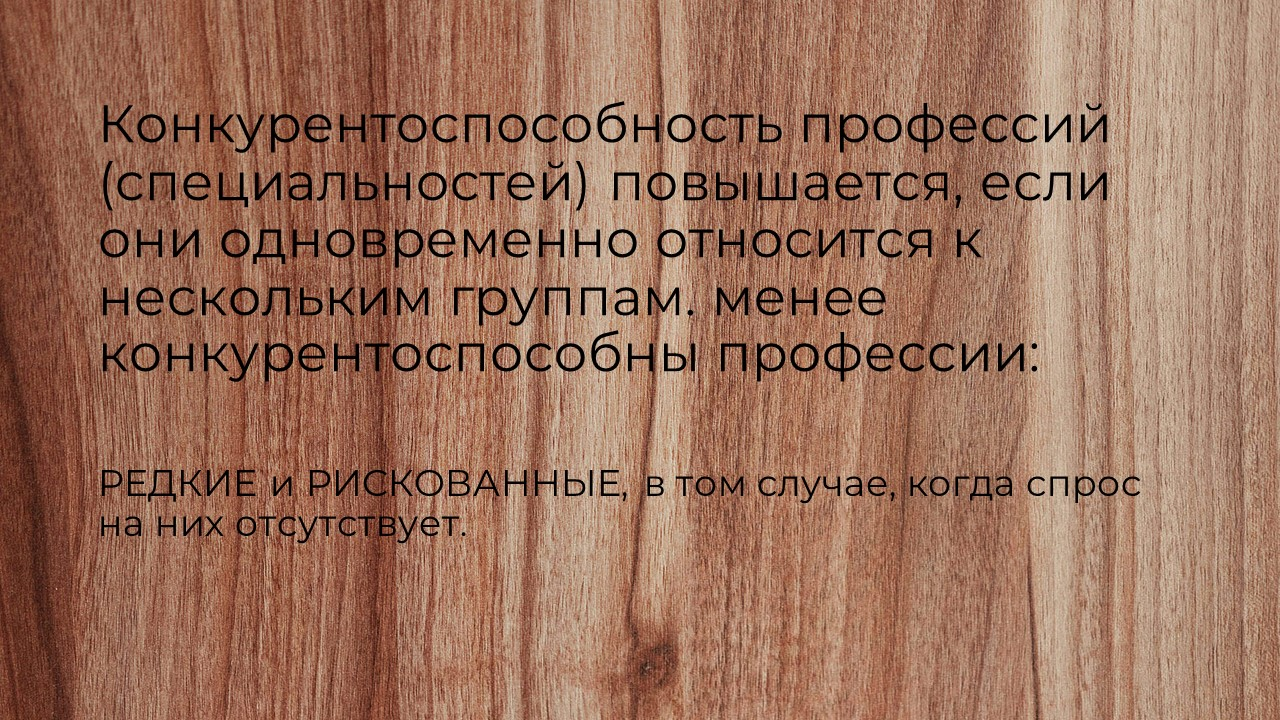 Конкурентоспособность профессий
(специальностей) повышается, если
они одновременно относится к
нескольким группам. менее
конкурентоспособны профессии:
РЕДКИЕ и РИСКОВАННЫЕ, в том случае, когда спрос
на них отсутствует.